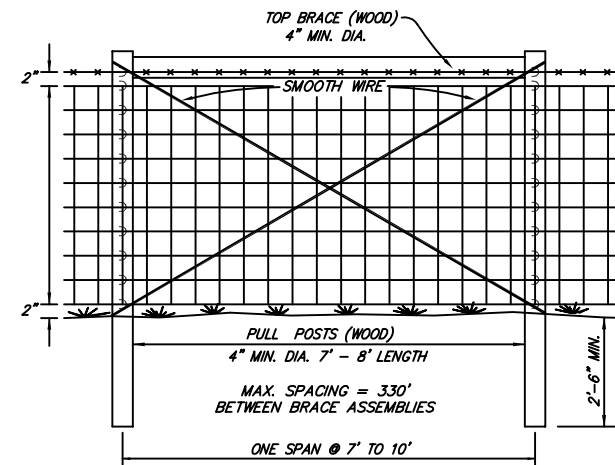 TOP BRACE (WOOD)
4" MIN. DIA.
2"
SMOOTH WIRE
2"
PULL POSTS (WOOD)
4" MIN. DIA. 7' - 8' LENGTH
MAX. SPACING = 330'
BETWEEN BRACE ASSEMBLIES
2'-6" MIN.
ONE SPAN @ 7' TO 10'